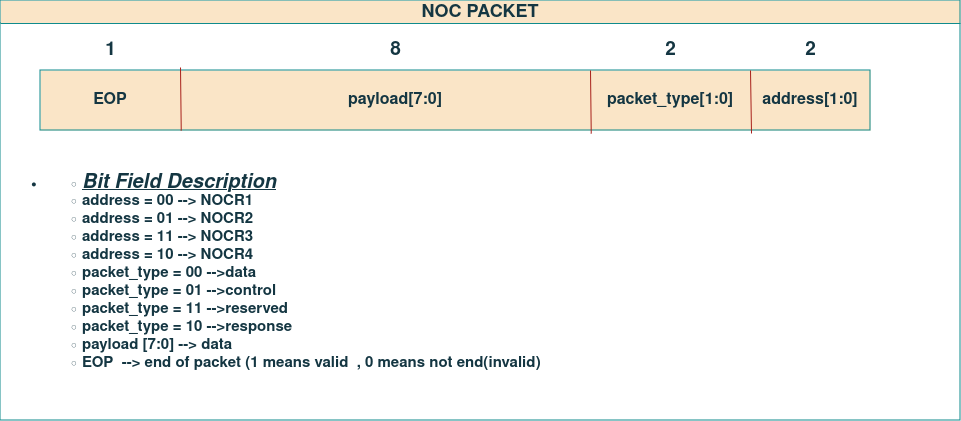 NOC PACKET
1 8 2 2
EOP payload[7:0] packet_type[1:0] address[1:0]
Bit Field Description
address = 00 --> NOCR1
address = 01 --> NOCR2
address = 11 --> NOCR3
address = 10 --> NOCR4
packet_type = 00 -->data
packet_type = 01 -->control
packet_type = 11 -->reserved
packet_type = 10 -->response
payload [7:0] --> data
EOP  --> end of packet (1 means valid  , 0 means not end(invalid)